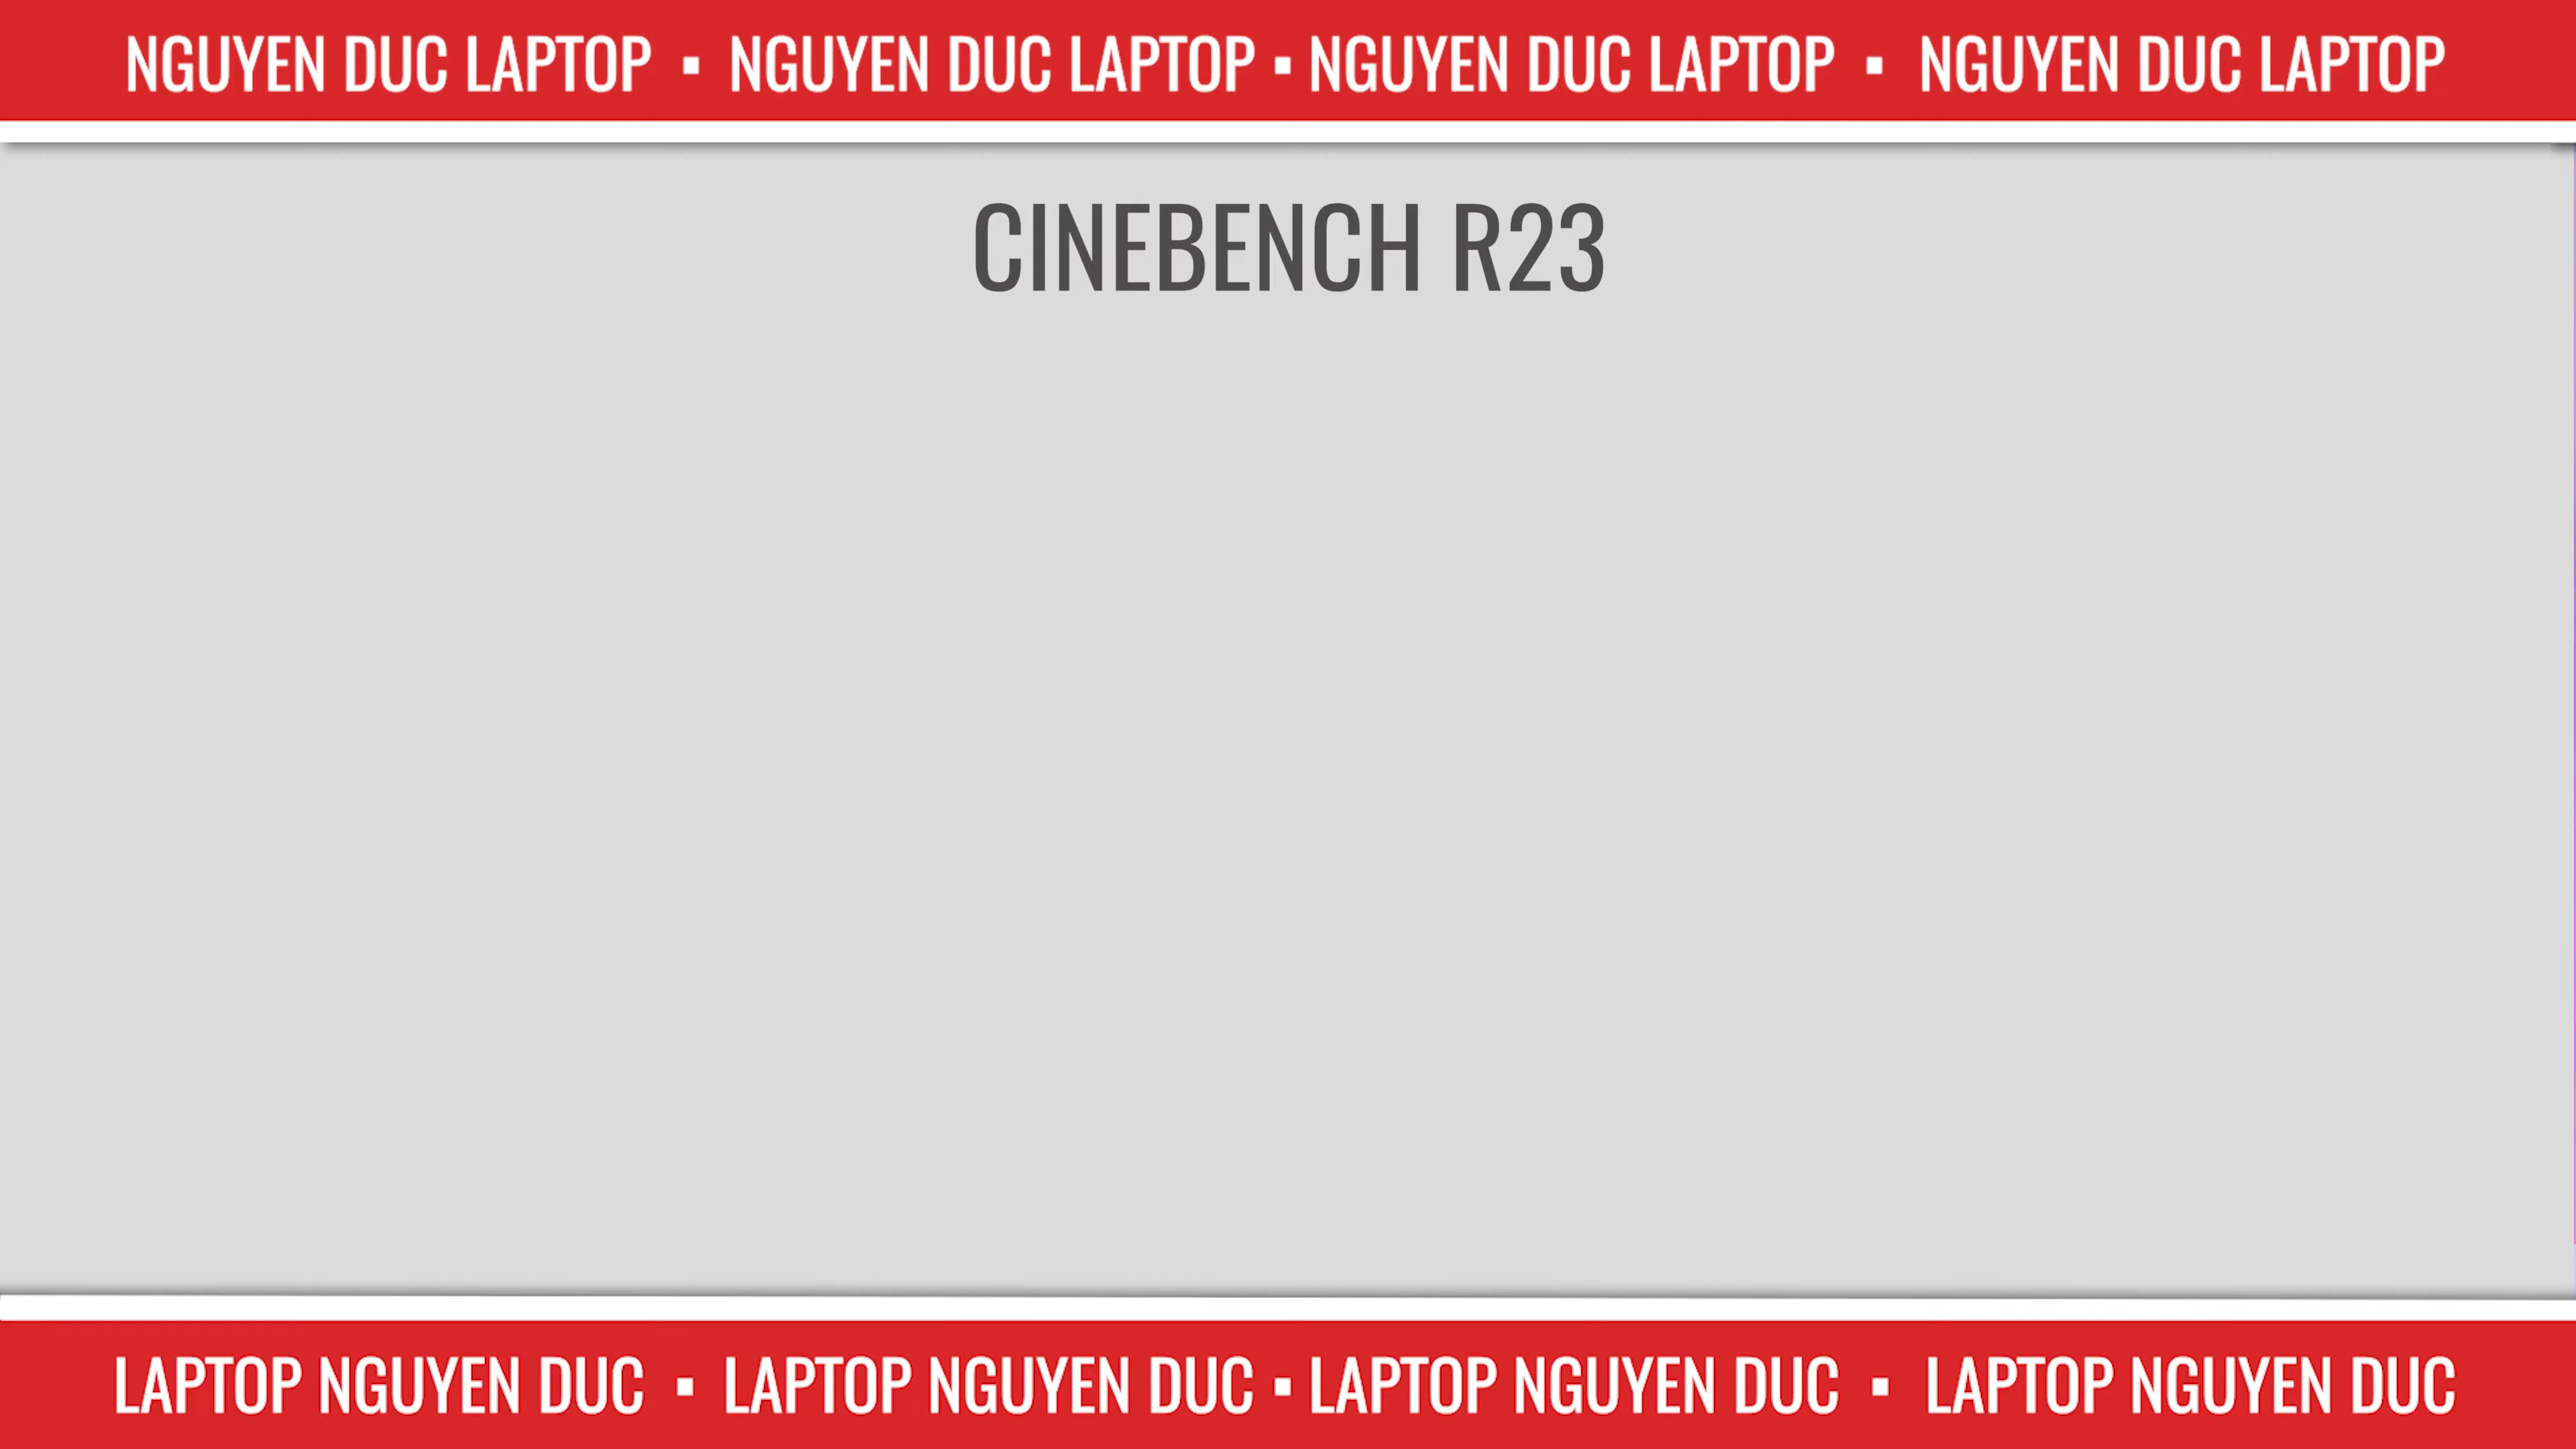 NGUYEN DUC LAPTOP ▪ NGUYEN DUC LAPTOP ▪ NGUYEN DUC LAPTOP ▪ NGUYEN DUC LAPTOP
CINEBENCH R23
LAPTOP NGUYEN DUC ▪ LAPTOP NGUYEN DUC ▪ LAPTOP NGUYEN DUC ▪ LAPTOP NGUYEN DUC